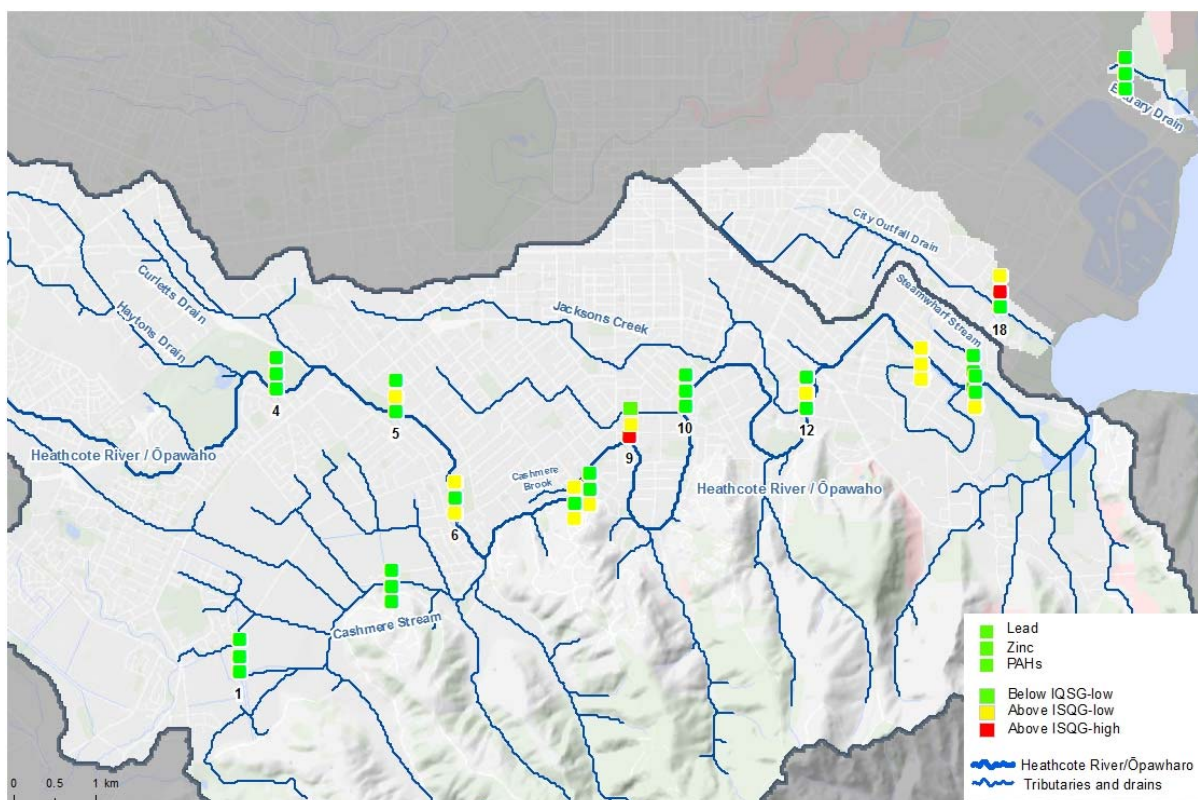 Estuary Drain
City Outfall Drain
Curletts Drain
Haytons Drain
Steamwharf Stream
Jacksons Creek
18
4
5
10
12
9
Heathcote River / Ōpawaho
Cashmere
Brook
Heathcote River / Ōpawaho
6
Cashmere Stream
1
Lead
Zinc
PAHs
Below IQSG-low
Above ISQG-low
Above ISQG-high
Heathcote River/Ōpawharo
Tributaries and drains
0 0.5 1 km